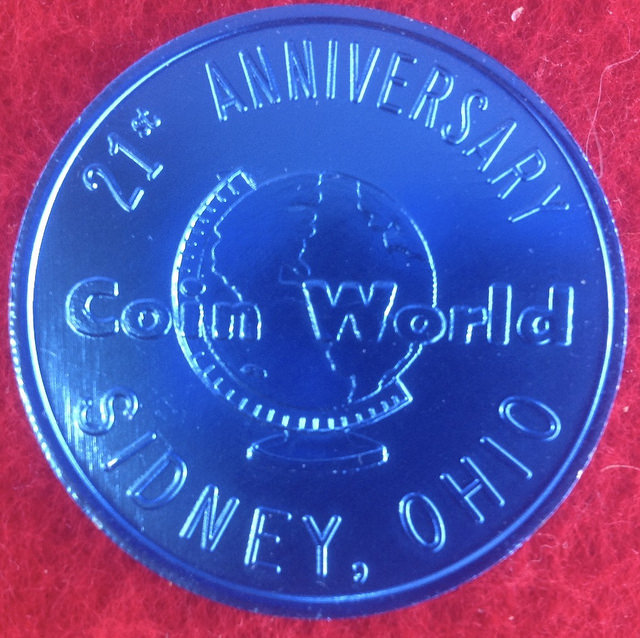 21st ANNIVERSARY
Coin World
SIDNEY, OHIO